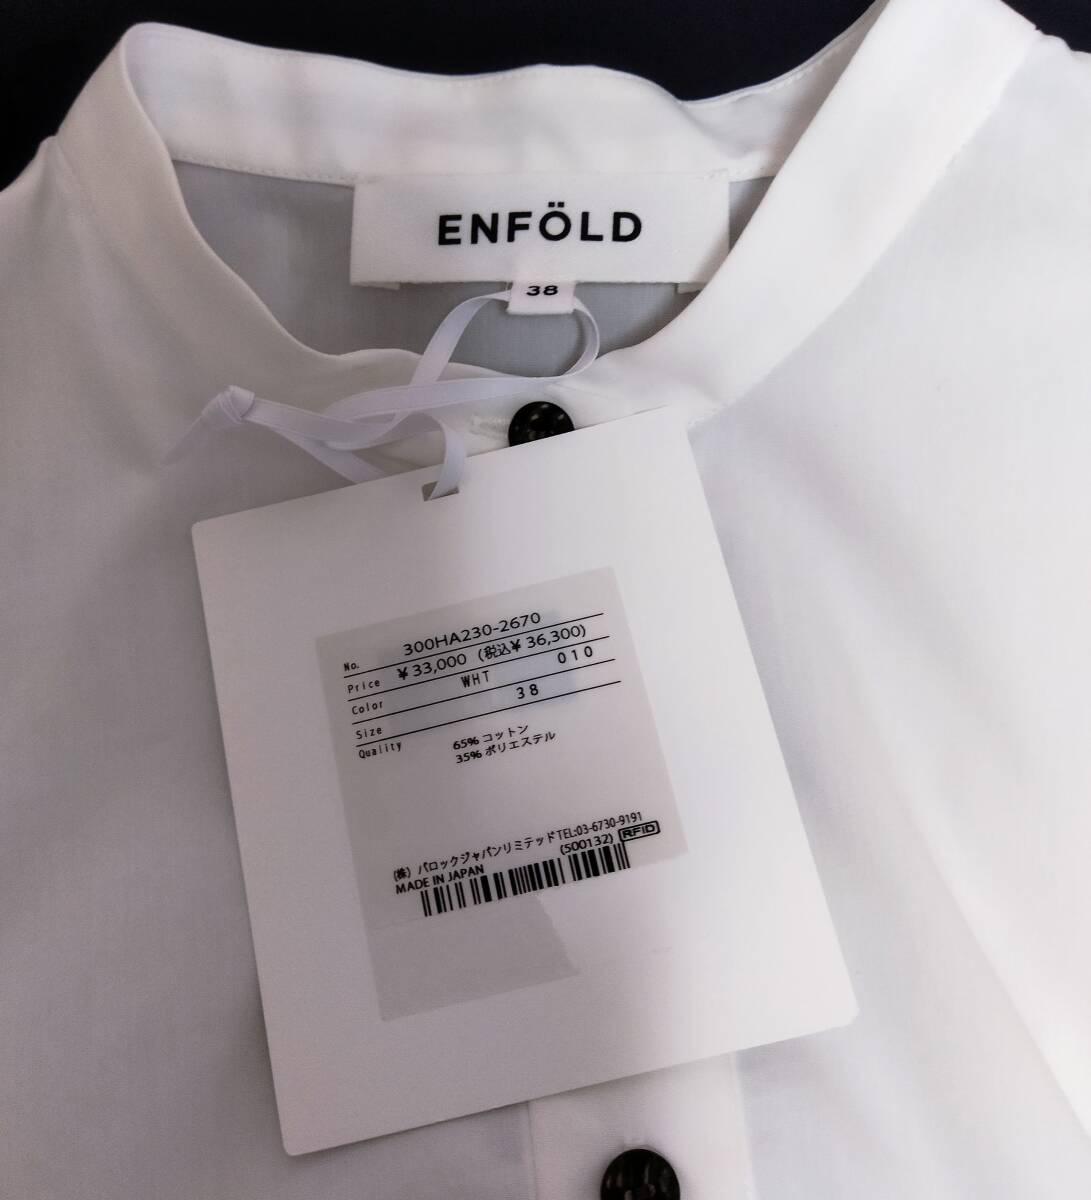 ENFÖLD
38
No. 300HA230-2670
Price ¥33,000 (税込¥36,300)
Color WHT 010
Size 38
Quality 65%コットン
35%ポリエステル
(株) バロックジャパンリミテッドTEL:03-6730-9191
MADE IN JAPAN (500132) RFID